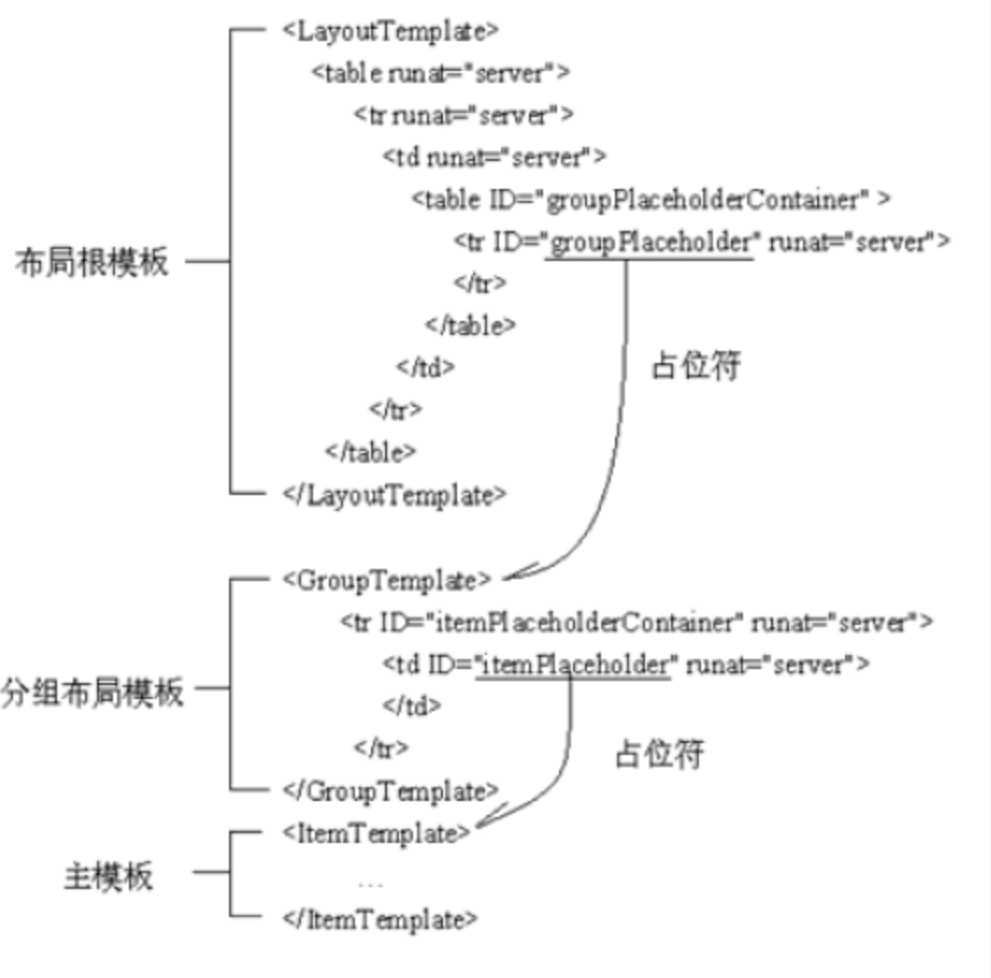 <LayoutTemplate>
<table runat="server">
<tr runat="server">
<td runat="server">
<table ID="groupPlaceholderContainer" >
布局根模板
<tr ID="groupPlaceholder" runat="server">
</tr>
</table>
</td>
占位符
</tr>
</table>
</LayoutTemplate>
<GroupTemplate>
<tr ID="itemPlaceholderContainer" runat="server">
<td ID="itemPlaceholder" runat="server">
分组布局模板
</td>
</tr>
占位符
</GroupTemplate>
<ItemTemplate>
主模板
...
</ItemTemplate>